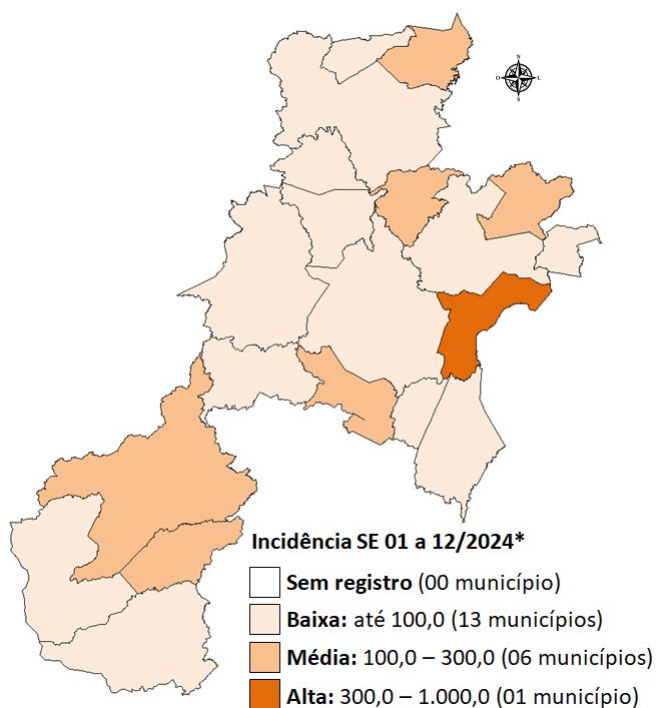 N
O L
S
Incidência SE 01 a 12/2024*
Sem registro (00 município)
Baixa: até 100,0 (13 municípios)
Média: 100,0 – 300,0 (06 municípios)
Alta: 300,0 – 1.000,0 (01 município)